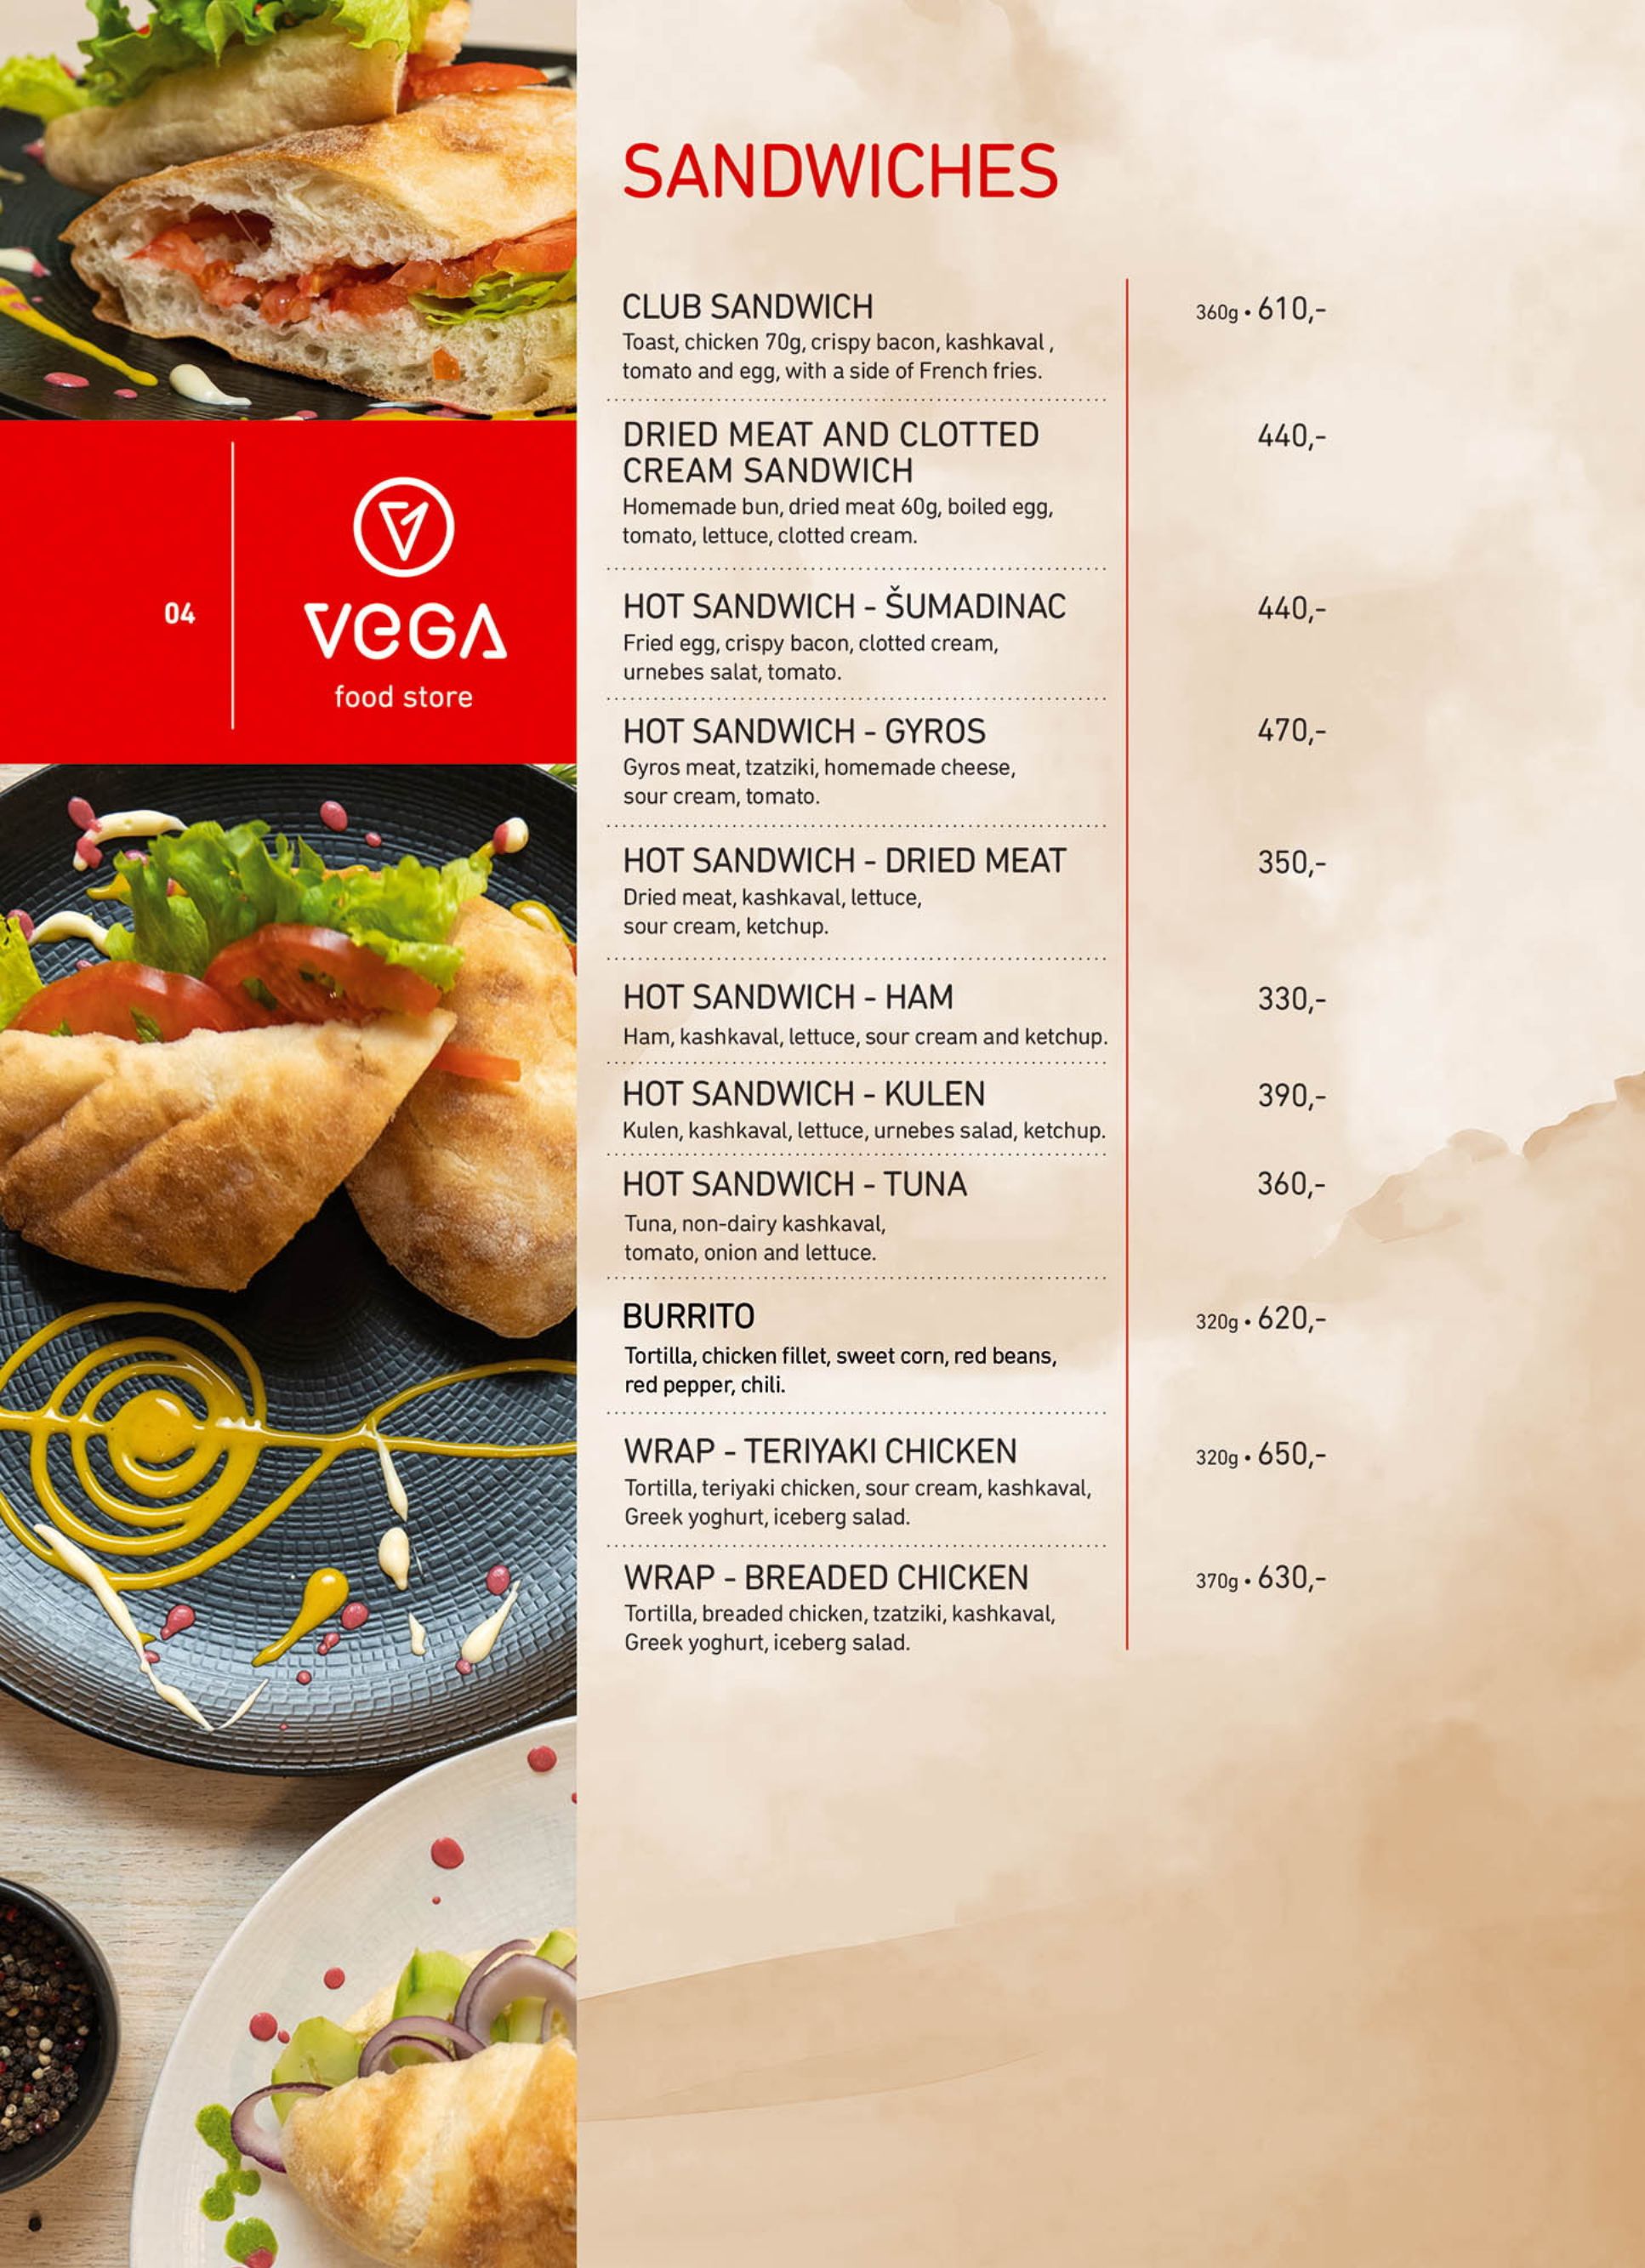 SANDWICHES
CLUB SANDWICH
360g • 610,-
Toast, chicken 70g, crispy bacon, kashkaval ,
tomato and egg, with a side of French fries.
DRIED MEAT AND CLOTTED
CREAM SANDWICH
440,-
Homemade bun, dried meat 60g, boiled egg,
tomato, lettuce, clotted cream.
HOT SANDWICH - ŠUMADINAC
440,-
Fried egg, crispy bacon, clotted cream,
urnebes salat, tomato.
HOT SANDWICH - GYROS
470,-
Gyros meat, tzatziki, homemade cheese,
sour cream, tomato.
HOT SANDWICH - DRIED MEAT
350,-
Dried meat, kashkaval, lettuce,
sour cream, ketchup.
HOT SANDWICH - HAM
330,-
Ham, kashkaval, lettuce, sour cream and ketchup.
HOT SANDWICH - KULEN
390,-
Kulen, kashkaval, lettuce, urnebes salad, ketchup.
HOT SANDWICH - TUNA
360,-
Tuna, non-dairy kashkaval,
tomato, onion and lettuce.
BURRITO
320g • 620,-
Tortilla, chicken fillet, sweet corn, red beans,
red pepper, chili.
WRAP - TERIYAKI CHICKEN
320g • 650,-
Tortilla, teriyaki chicken, sour cream, kashkaval,
Greek yoghurt, iceberg salad.
WRAP - BREADED CHICKEN
370g • 630,-
Tortilla, breaded chicken, tzatziki, kashkaval,
Greek yoghurt, iceberg salad.
04
VeGA
food store